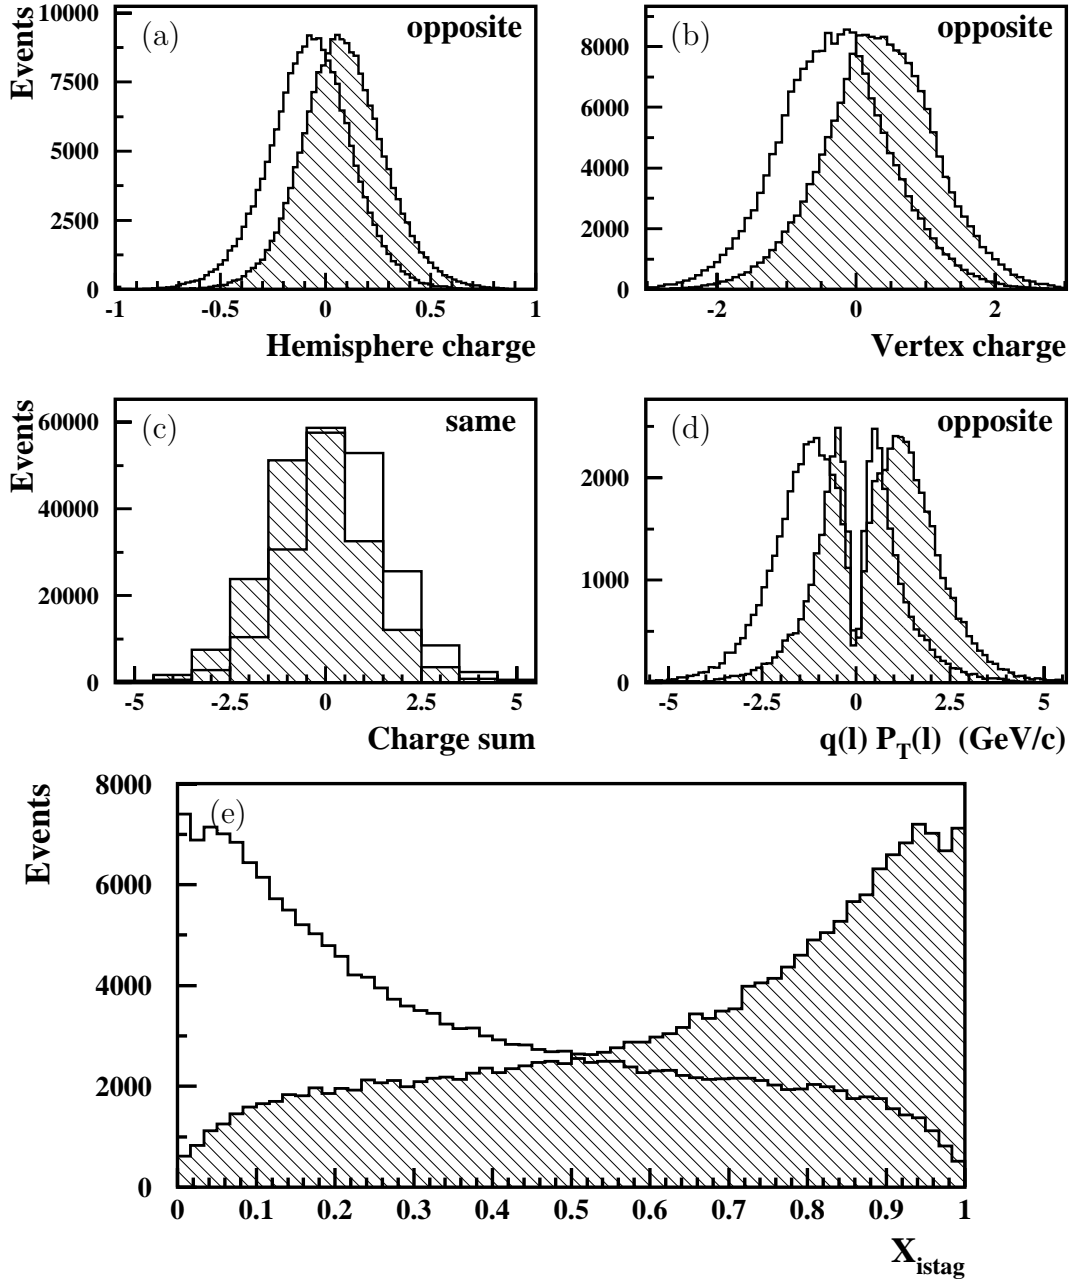 Events
10000
7500
5000
2500
0
(a)
opposite
-1 -0.5 0 0.5 1
Hemisphere charge
8000
6000
4000
2000
0
(b)
opposite
-2 0 2
Vertex charge
Events
60000
40000
20000
0
(c)
same
-5 -2.5 0 2.5 5
Charge sum
2000
1000
0
(d)
opposite
-5 -2.5 0 2.5 5
q(l) P_T(l) (GeV/c)
Events
8000
6000
4000
2000
0
(e)
0 0.1 0.2 0.3 0.4 0.5 0.6 0.7 0.8 0.9 1
X_istag